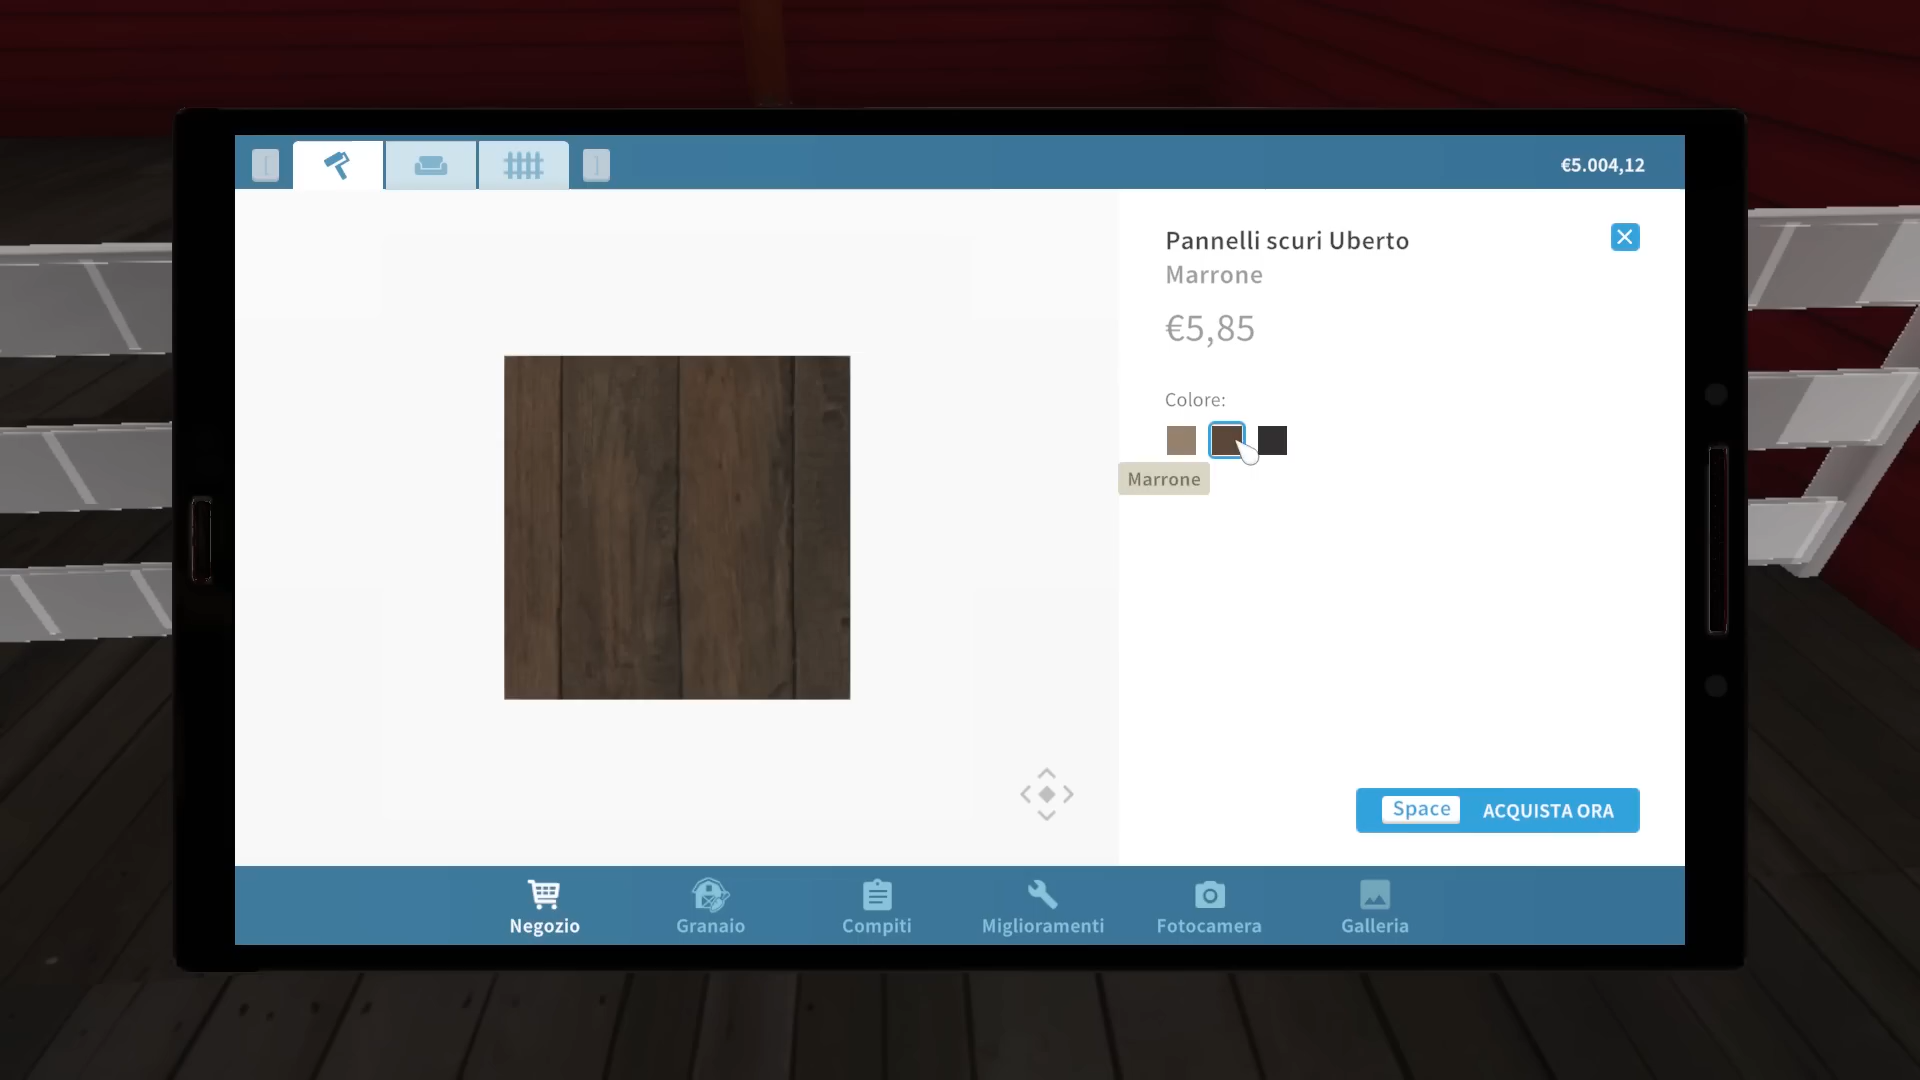 €5.004,12
Pannelli scuri Uberto
Marrone
€5,85
Colore:
Marrone
Space ACQUISTA ORA
Negozio
Granaio
Compiti
Miglioramenti
Fotocamera
Galleria